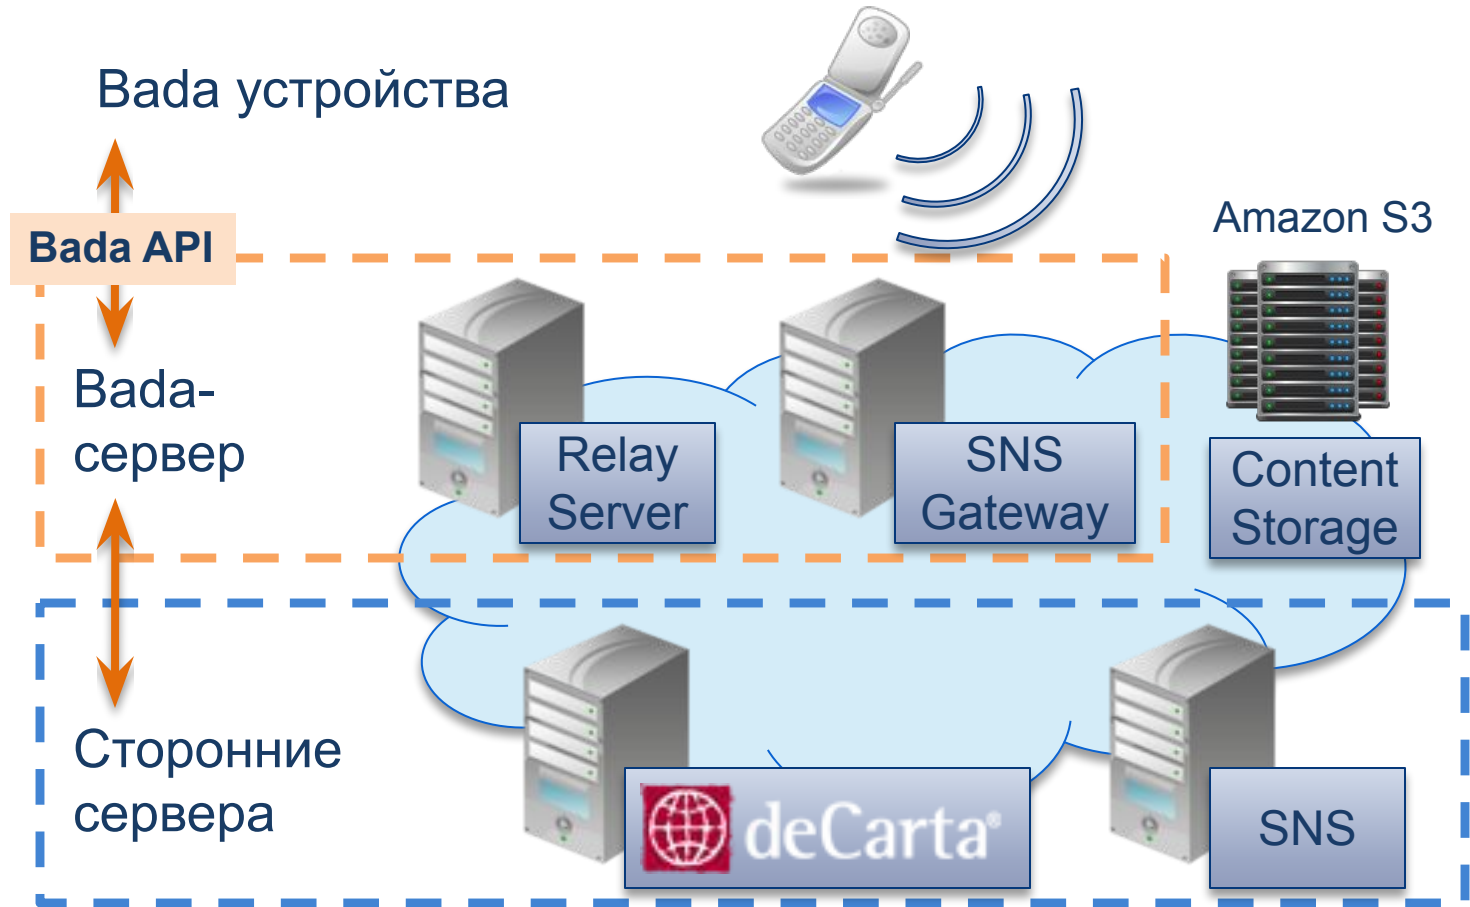 Bada устройства
Amazon S3
Bada API
Bada-
сервер
Relay
Server
SNS
Gateway
Content
Storage
Сторонние
сервера
deCarta®
SNS